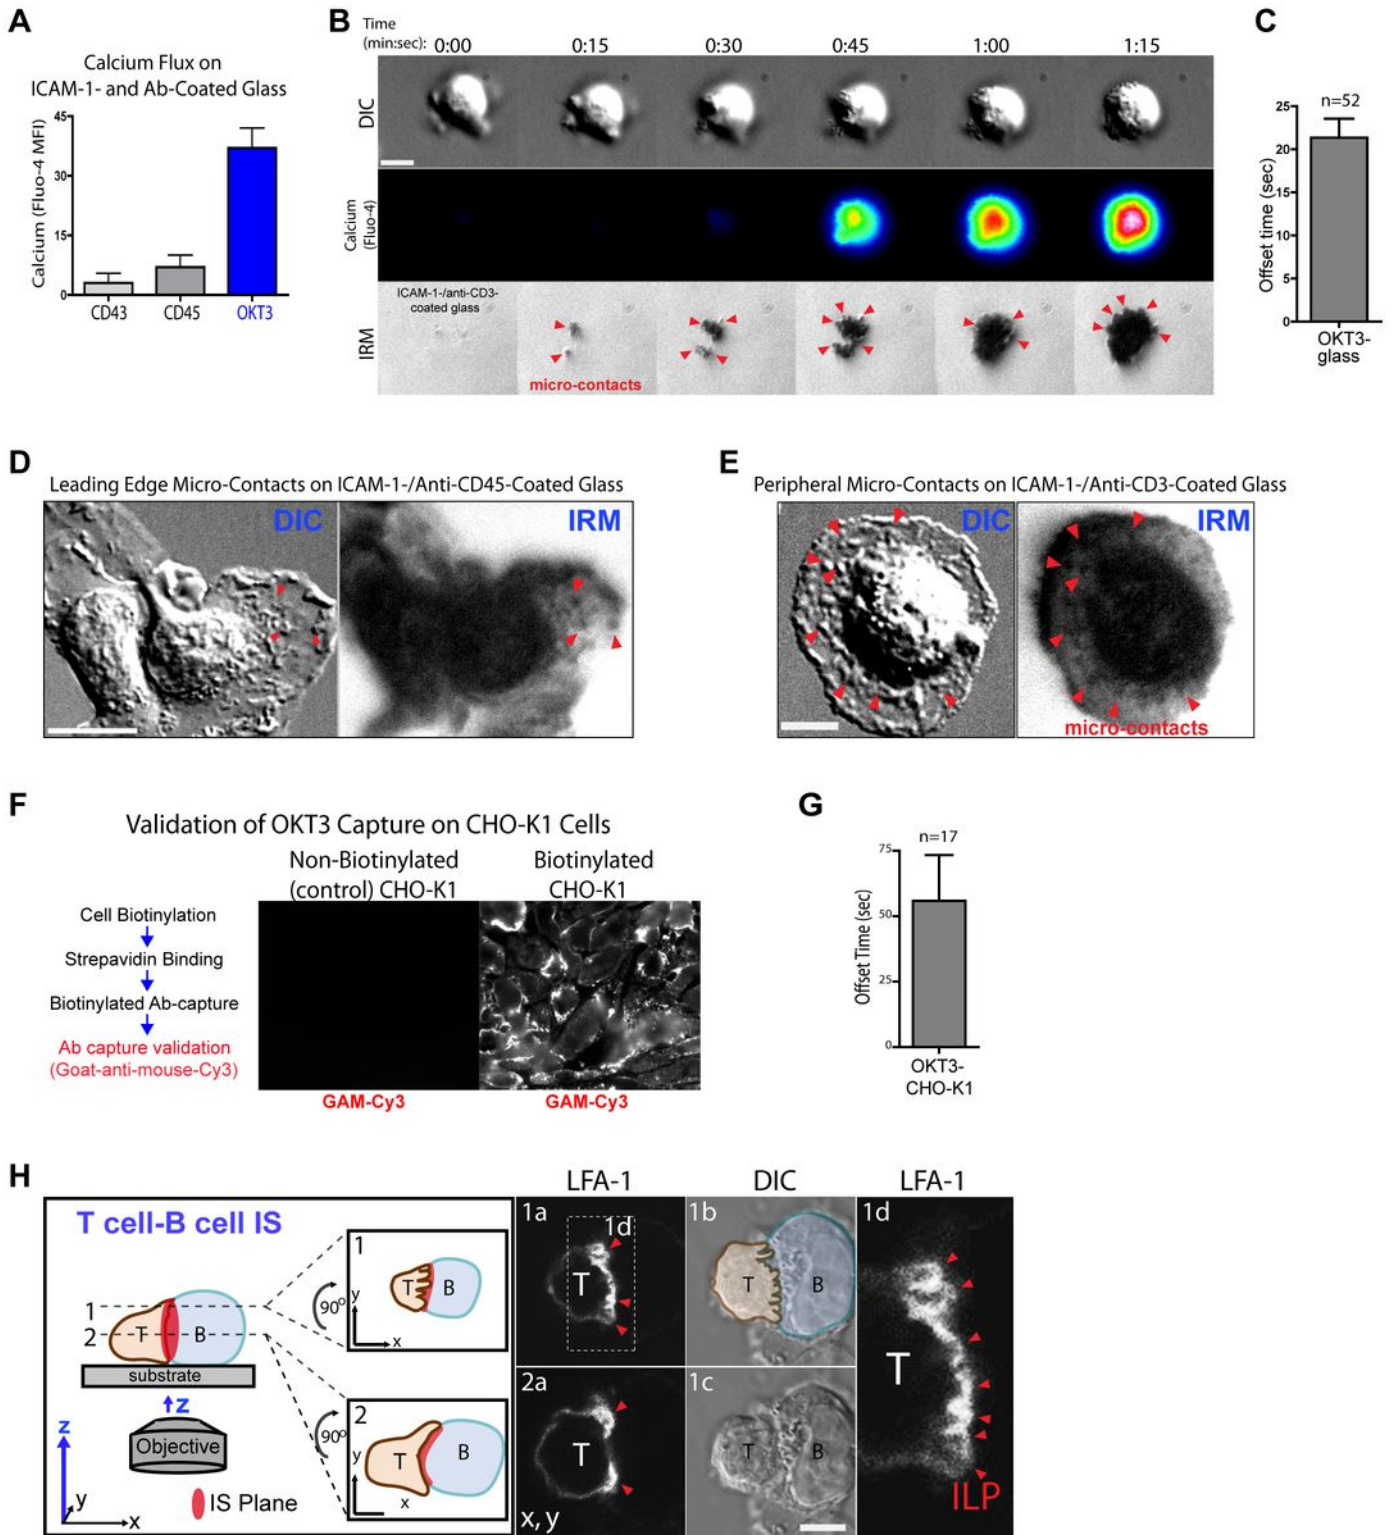 A
Calcium Flux on
ICAM-1- and Ab-Coated Glass
Calcium (Fluo-4 MFI)
45
30
15
0
CD43
CD45
OKT3
B
Time
(min:sec):
0:00
0:15
0:30
0:45
1:00
1:15
DIC
Calcium
(Fluo-4)
IRM
ICAM-1-/anti-CD3-
coated glass
micro-contacts
C
n=52
Offset time (sec)
25
20
15
10
5
0
OKT3-
glass
D
Leading Edge Micro-Contacts on ICAM-1-/Anti-CD45-Coated Glass
DIC
IRM
E
Peripheral Micro-Contacts on ICAM-1-/Anti-CD3-Coated Glass
DIC
IRM
micro-contacts
F
Validation of OKT3 Capture on CHO-K1 Cells
Non-Biotinylated
(control) CHO-K1
Biotinylated
CHO-K1
Cell Biotinylation
Strepavidin Binding
Biotinylated Ab-capture
Ab capture validation
(Goat-anti-mouse-Cy3)
GAM-Cy3
GAM-Cy3
G
n=17
Offset Time (sec)
75
50
25
0
OKT3-
CHO-K1
H
T cell-B cell IS
1
2
T
B
substrate
z
Objective
z
y
x
IS Plane
90º
1
T
B
y
x
90º
2
T
B
y
x
LFA-1
DIC
LFA-1
1a
1d
T
1b
T
B
1d
T
ILP
2a
T
x, y
1c
T
B